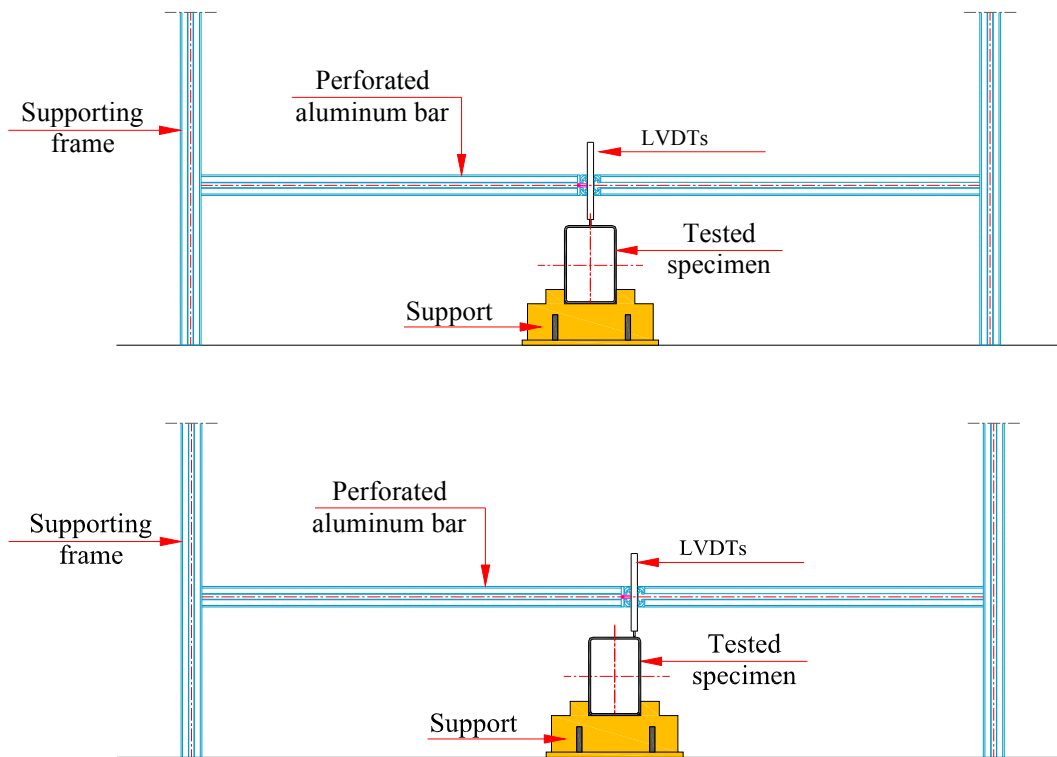 Perforated
aluminum bar
Supporting
frame
LVDTs
Tested
specimen
Support
Perforated
aluminum bar
Supporting
frame
LVDTs
Tested
specimen
Support